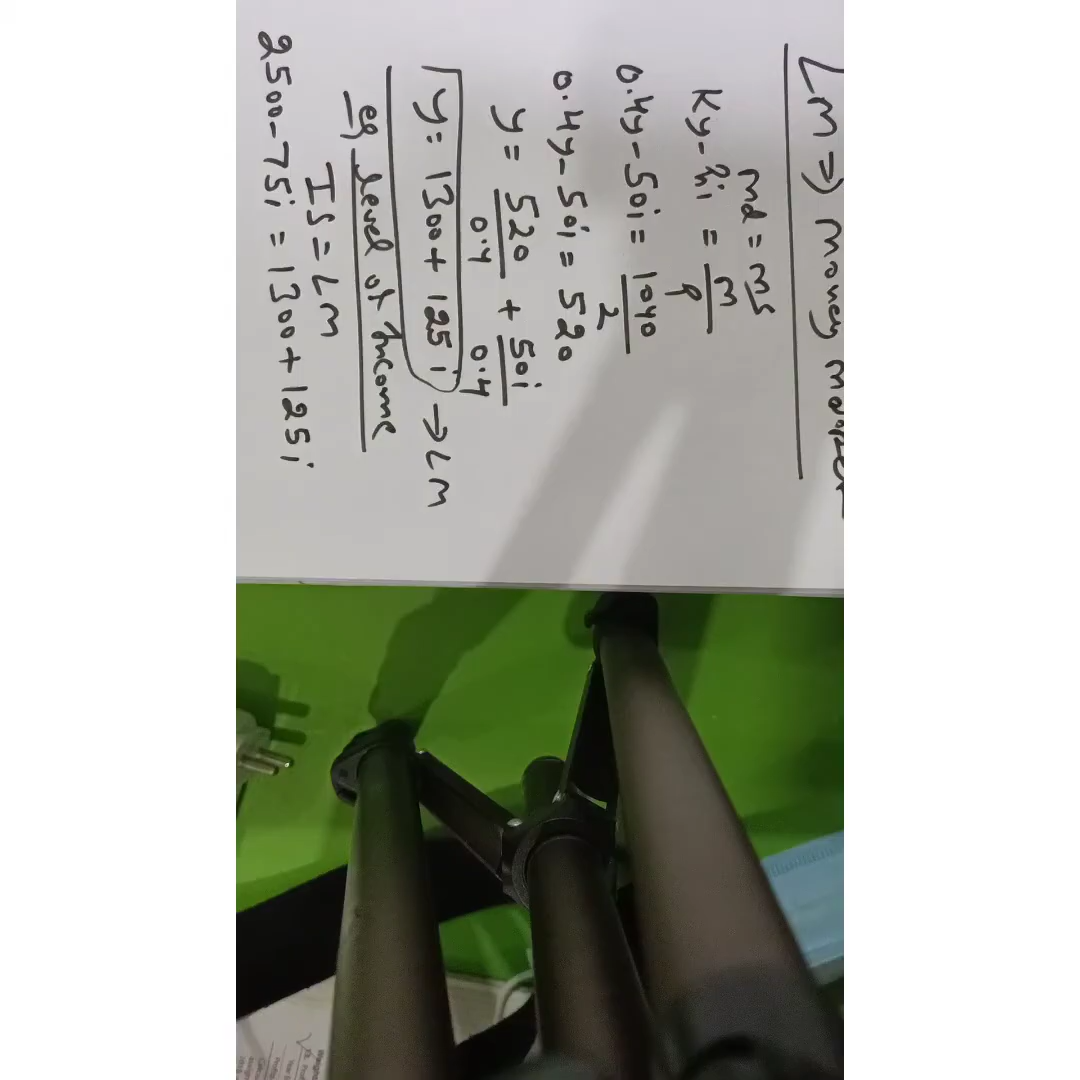 LM => money market
md = ms
Ky - hi = m/p
0.4y - 50i = 1040/2
0.4y - 50i = 520
y = 520/0.4 + 50i/0.4
y = 1300 + 125i → LM
eq level of Income
IS = LM
2500 - 75i = 1300 + 125i